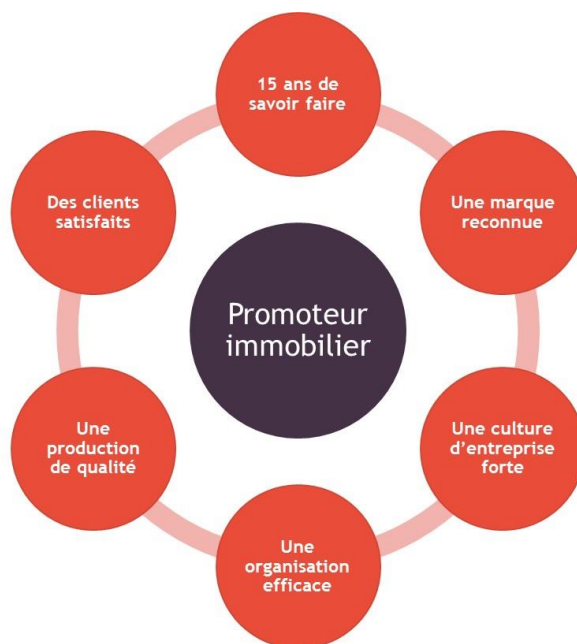 15 ans de
savoir faire
Des clients
satisfaits
Une marque
reconnue
Promoteur
immobilier
Une
production
de qualité
Une culture
d'entreprise
forte
Une
organisation
efficace